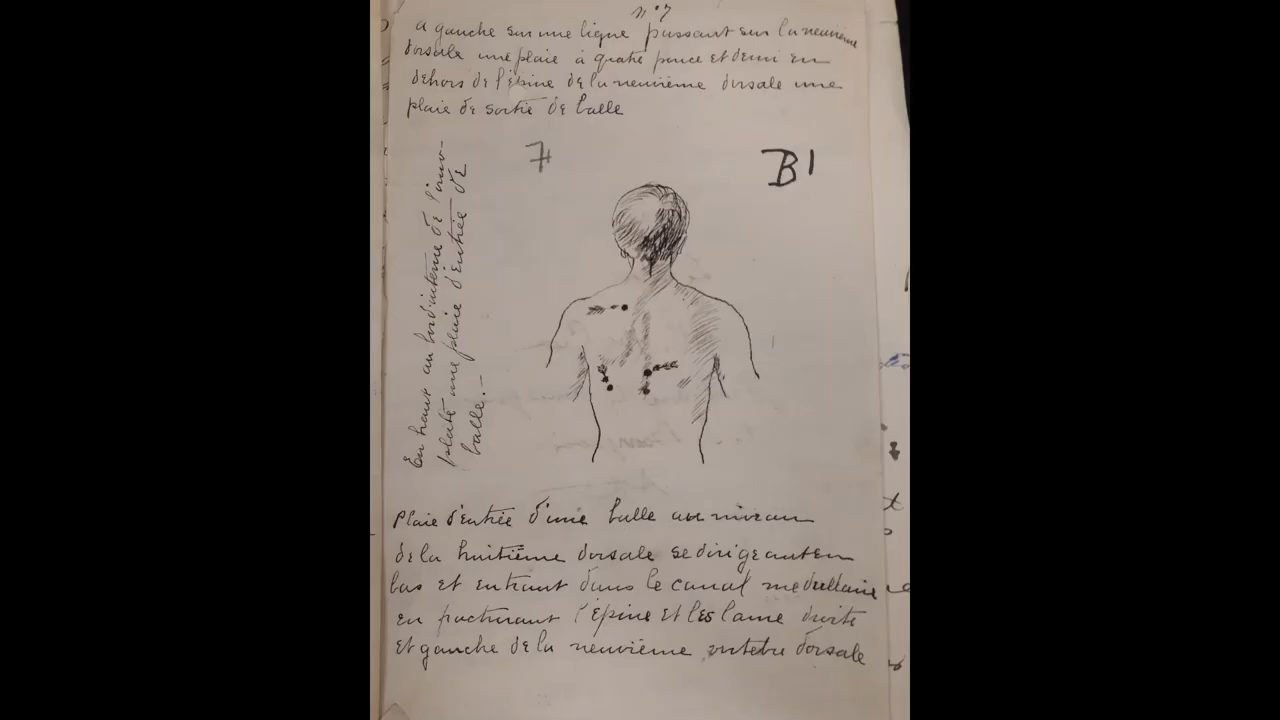 n° 7
a gauche sur une ligne passant sur la neuvième
dorsale une plaie à quatre pouce et demi en
dehors de l'épine de la neuvième dorsale une
plaie de sortie de balle
7
B1
En haut au bord interne de l'omo-
plate une plaie d'entrée de
balle.-
Plaie d'entrée d'une balle au niveau
de la huitième dorsale se dirigeant en
bas et entrant dans le canal medullaire
en fracturant l'épine et les lame droite
et gauche de la neuvième vertebre dorsale